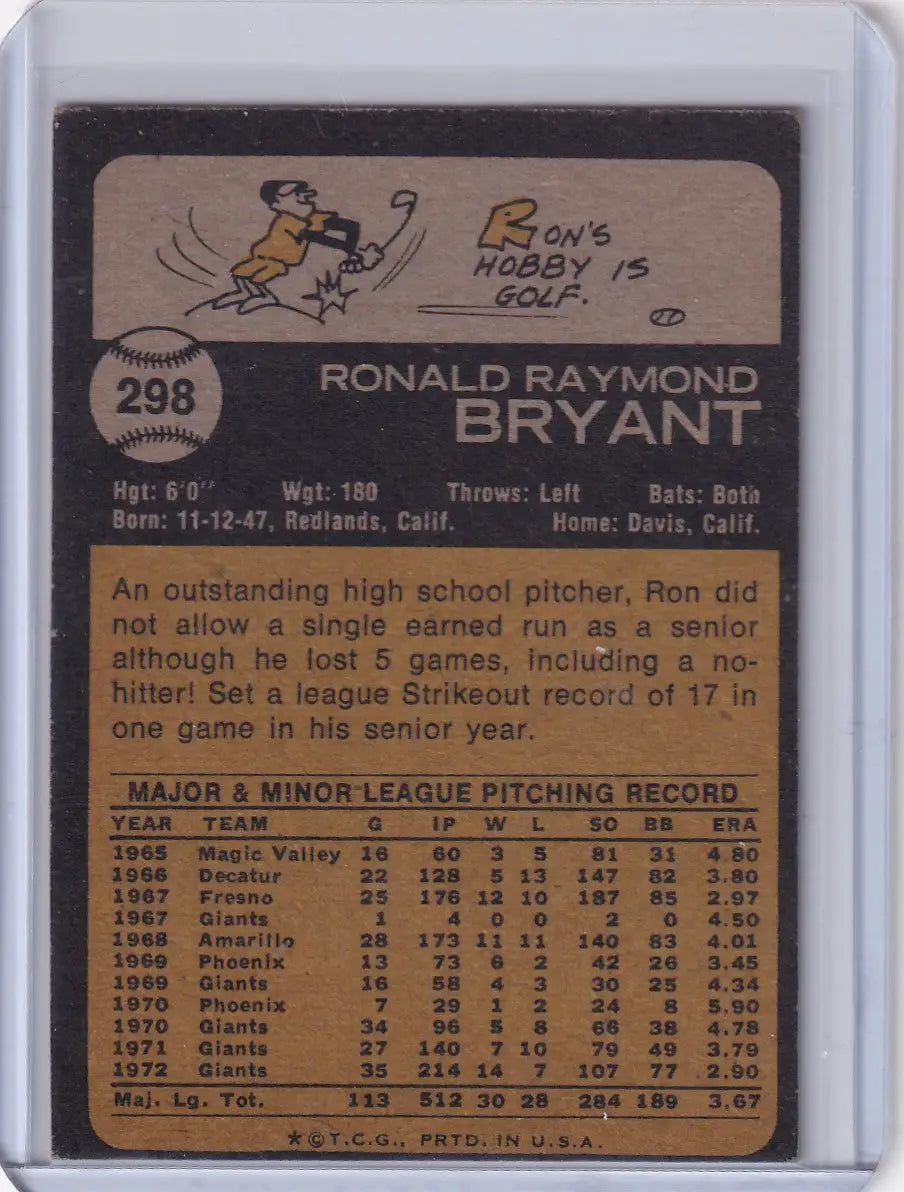 RON'S
HOBBY IS
GOLF.
298
RONALD RAYMOND
BRYANT
Hgt: 6'0" Wgt: 180 Throws: Left Bats: Both
Born: 11-12-47, Redlands, Calif. Home: Davis, Calif.
An outstanding high school pitcher, Ron did
not allow a single earned run as a senior
although he lost 5 games, including a no-
hitter! Set a league Strikeout record of 17 in
one game in his senior year.
MAJOR & MINOR LEAGUE PITCHING RECORD
YEAR TEAM G IP W L SO BB ERA
1965 Magic Valley 16 60 3 5 81 31 4.80
1966 Decatur 22 128 5 13 147 82 3.80
1967 Fresno 25 176 12 10 187 85 2.97
1967 Giants 1 4 0 0 2 0 4.50
1968 Amarillo 28 173 11 11 140 83 4.01
1969 Phoenix 13 73 6 2 42 26 3.45
1969 Giants 16 58 4 3 30 25 4.34
1970 Phoenix 7 29 1 2 24 8 5.90
1970 Giants 34 96 5 8 66 38 4.78
1971 Giants 27 140 7 10 79 49 3.79
1972 Giants 35 214 14 7 107 77 2.90
Maj. Lg. Tot. 113 512 30 28 284 189 3.67
*©T.C.G., PRTD. IN U.S.A.